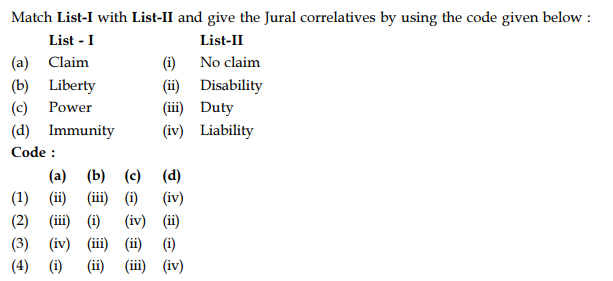 Match List-I with List-II and give the Jural correlatives by using the code given below :
List - I List-II
(a) Claim (i) No claim
(b) Liberty (ii) Disability
(c) Power (iii) Duty
(d) Immunity (iv) Liability
Code :
(a) (b) (c) (d)
(1) (ii) (iii) (i) (iv)
(2) (iii) (i) (iv) (ii)
(3) (iv) (iii) (ii) (i)
(4) (i) (ii) (iii) (iv)